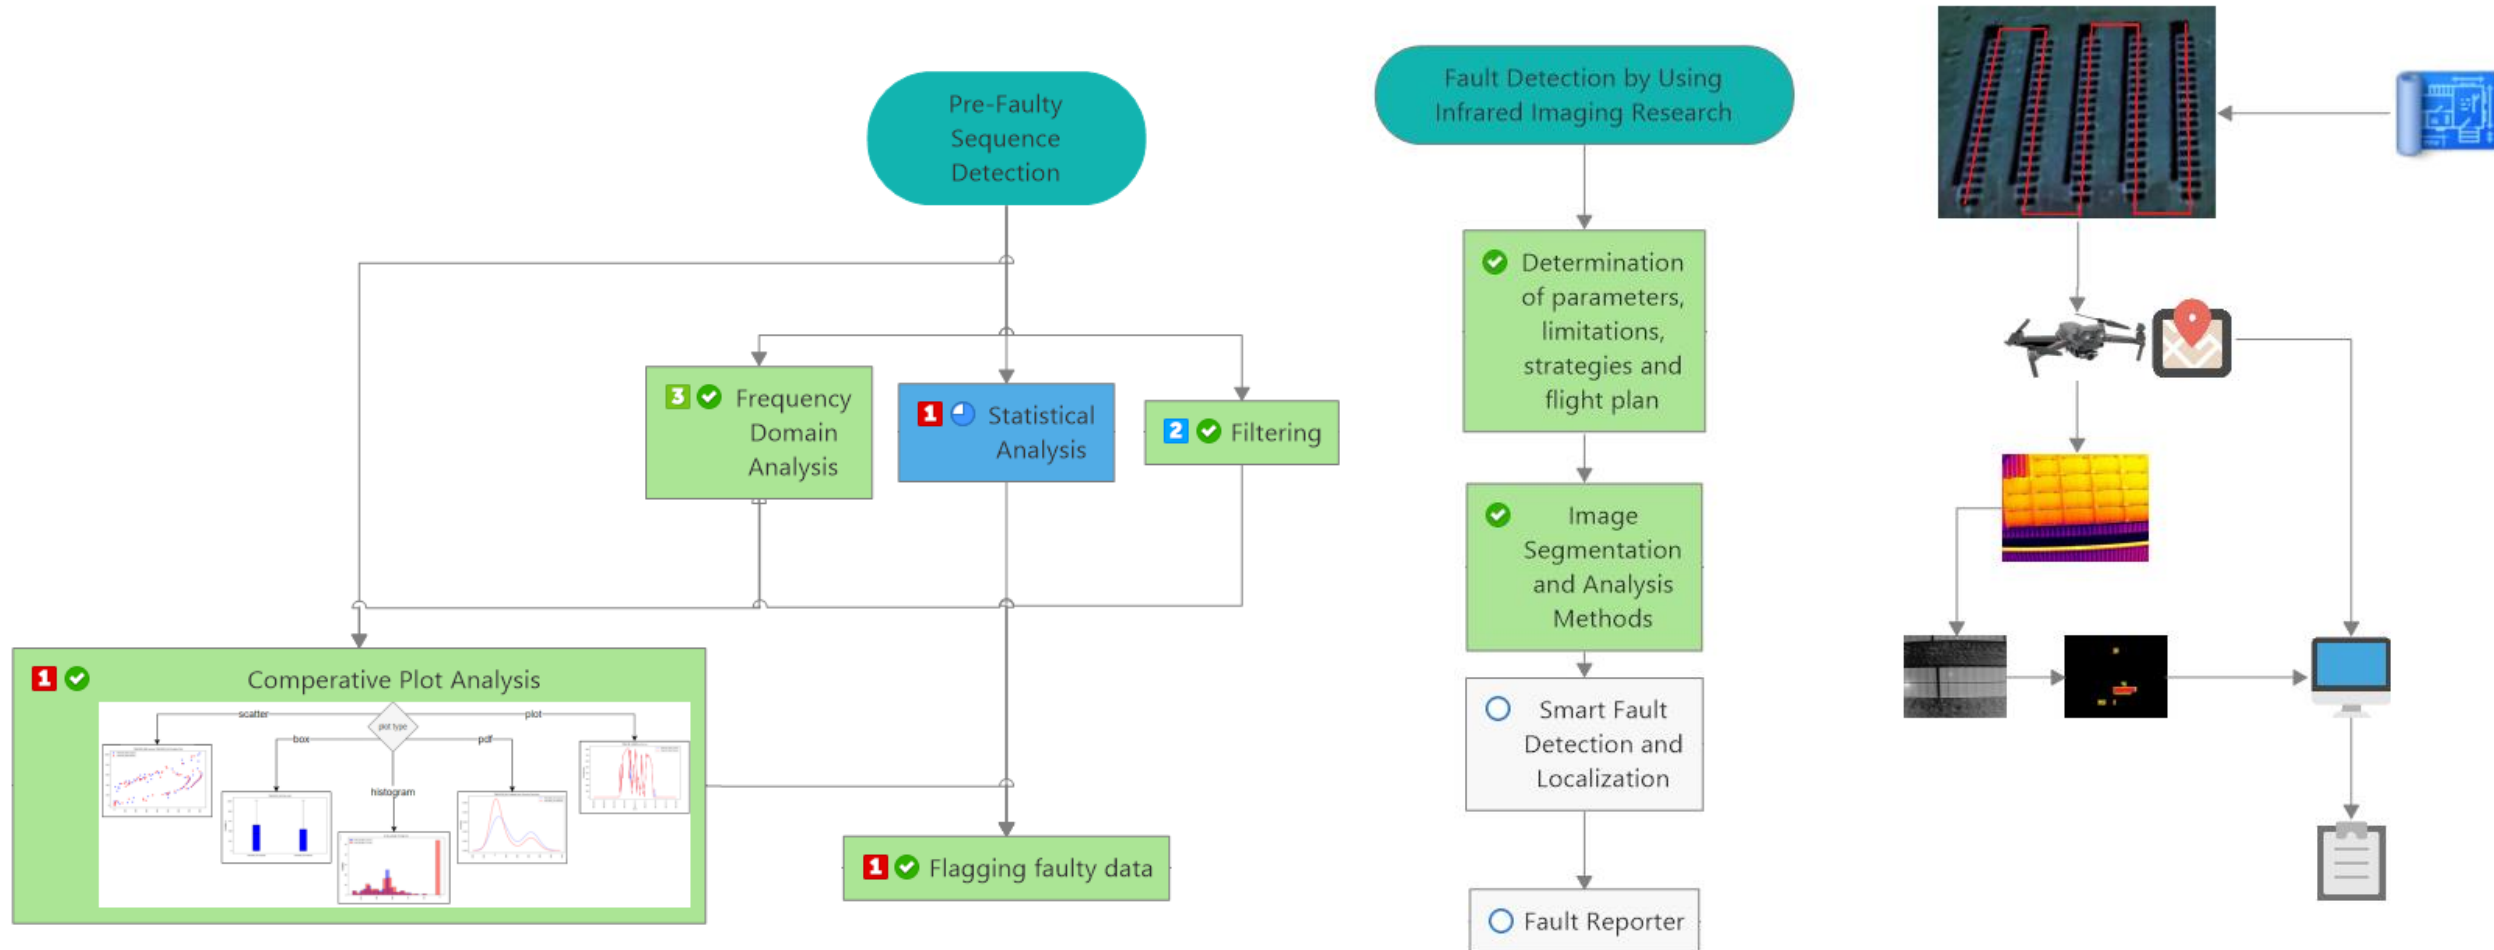 Pre-Faulty
Sequence
Detection
3 Frequency
Domain
Analysis
1 Statistical
Analysis
2 Filtering
1 Comperative Plot Analysis
plot type
scatter
plot
box
pdf
histogram
1 Flagging faulty data
Fault Detection by Using
Infrared Imaging Research
Determination
of parameters,
limitations,
strategies and
flight plan
Image
Segmentation
and Analysis
Methods
Smart Fault
Detection and
Localization
Fault Reporter